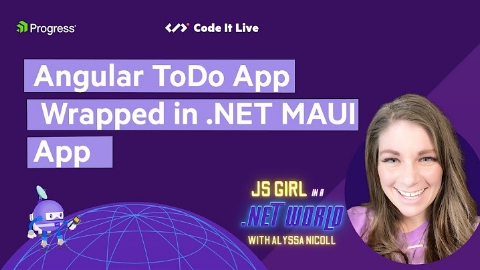 Progress
Code It Live
Angular ToDo App
Wrapped in .NET MAUI
App
JS GIRL IN A
.NET WORLD
WITH ALYSSA NICOLL